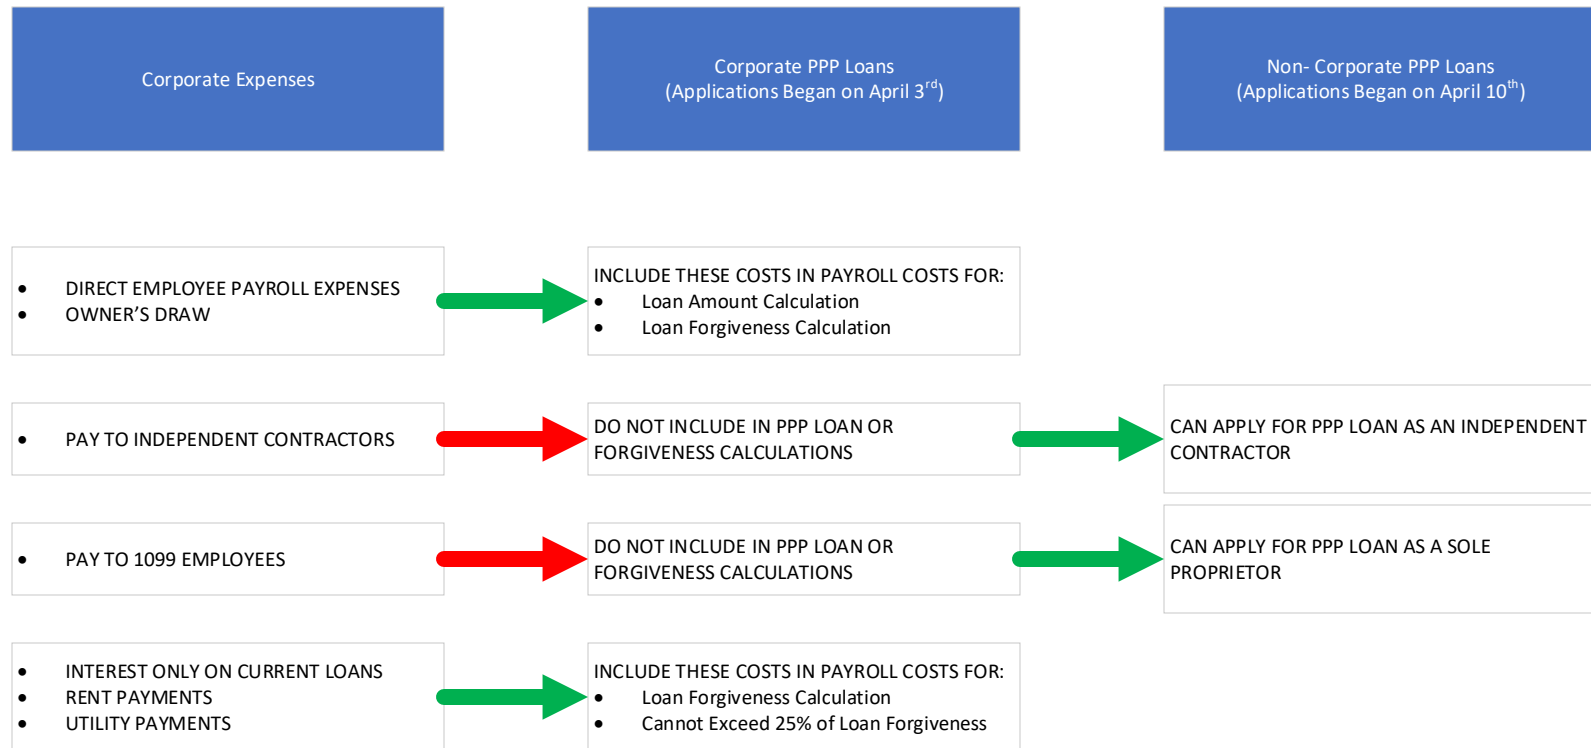 Corporate Expenses
Corporate PPP Loans
(Applications Began on April 3rd)
Non- Corporate PPP Loans
(Applications Began on April 10th)
• DIRECT EMPLOYEE PAYROLL EXPENSES
• OWNER’S DRAW
INCLUDE THESE COSTS IN PAYROLL COSTS FOR:
• Loan Amount Calculation
• Loan Forgiveness Calculation
• PAY TO INDEPENDENT CONTRACTORS
DO NOT INCLUDE IN PPP LOAN OR
FORGIVENESS CALCULATIONS
CAN APPLY FOR PPP LOAN AS AN INDEPENDENT
CONTRACTOR
• PAY TO 1099 EMPLOYEES
DO NOT INCLUDE IN PPP LOAN OR
FORGIVENESS CALCULATIONS
CAN APPLY FOR PPP LOAN AS A SOLE
PROPRIETOR
• INTEREST ONLY ON CURRENT LOANS
• RENT PAYMENTS
• UTILITY PAYMENTS
INCLUDE THESE COSTS IN PAYROLL COSTS FOR:
• Loan Forgiveness Calculation
• Cannot Exceed 25% of Loan Forgiveness